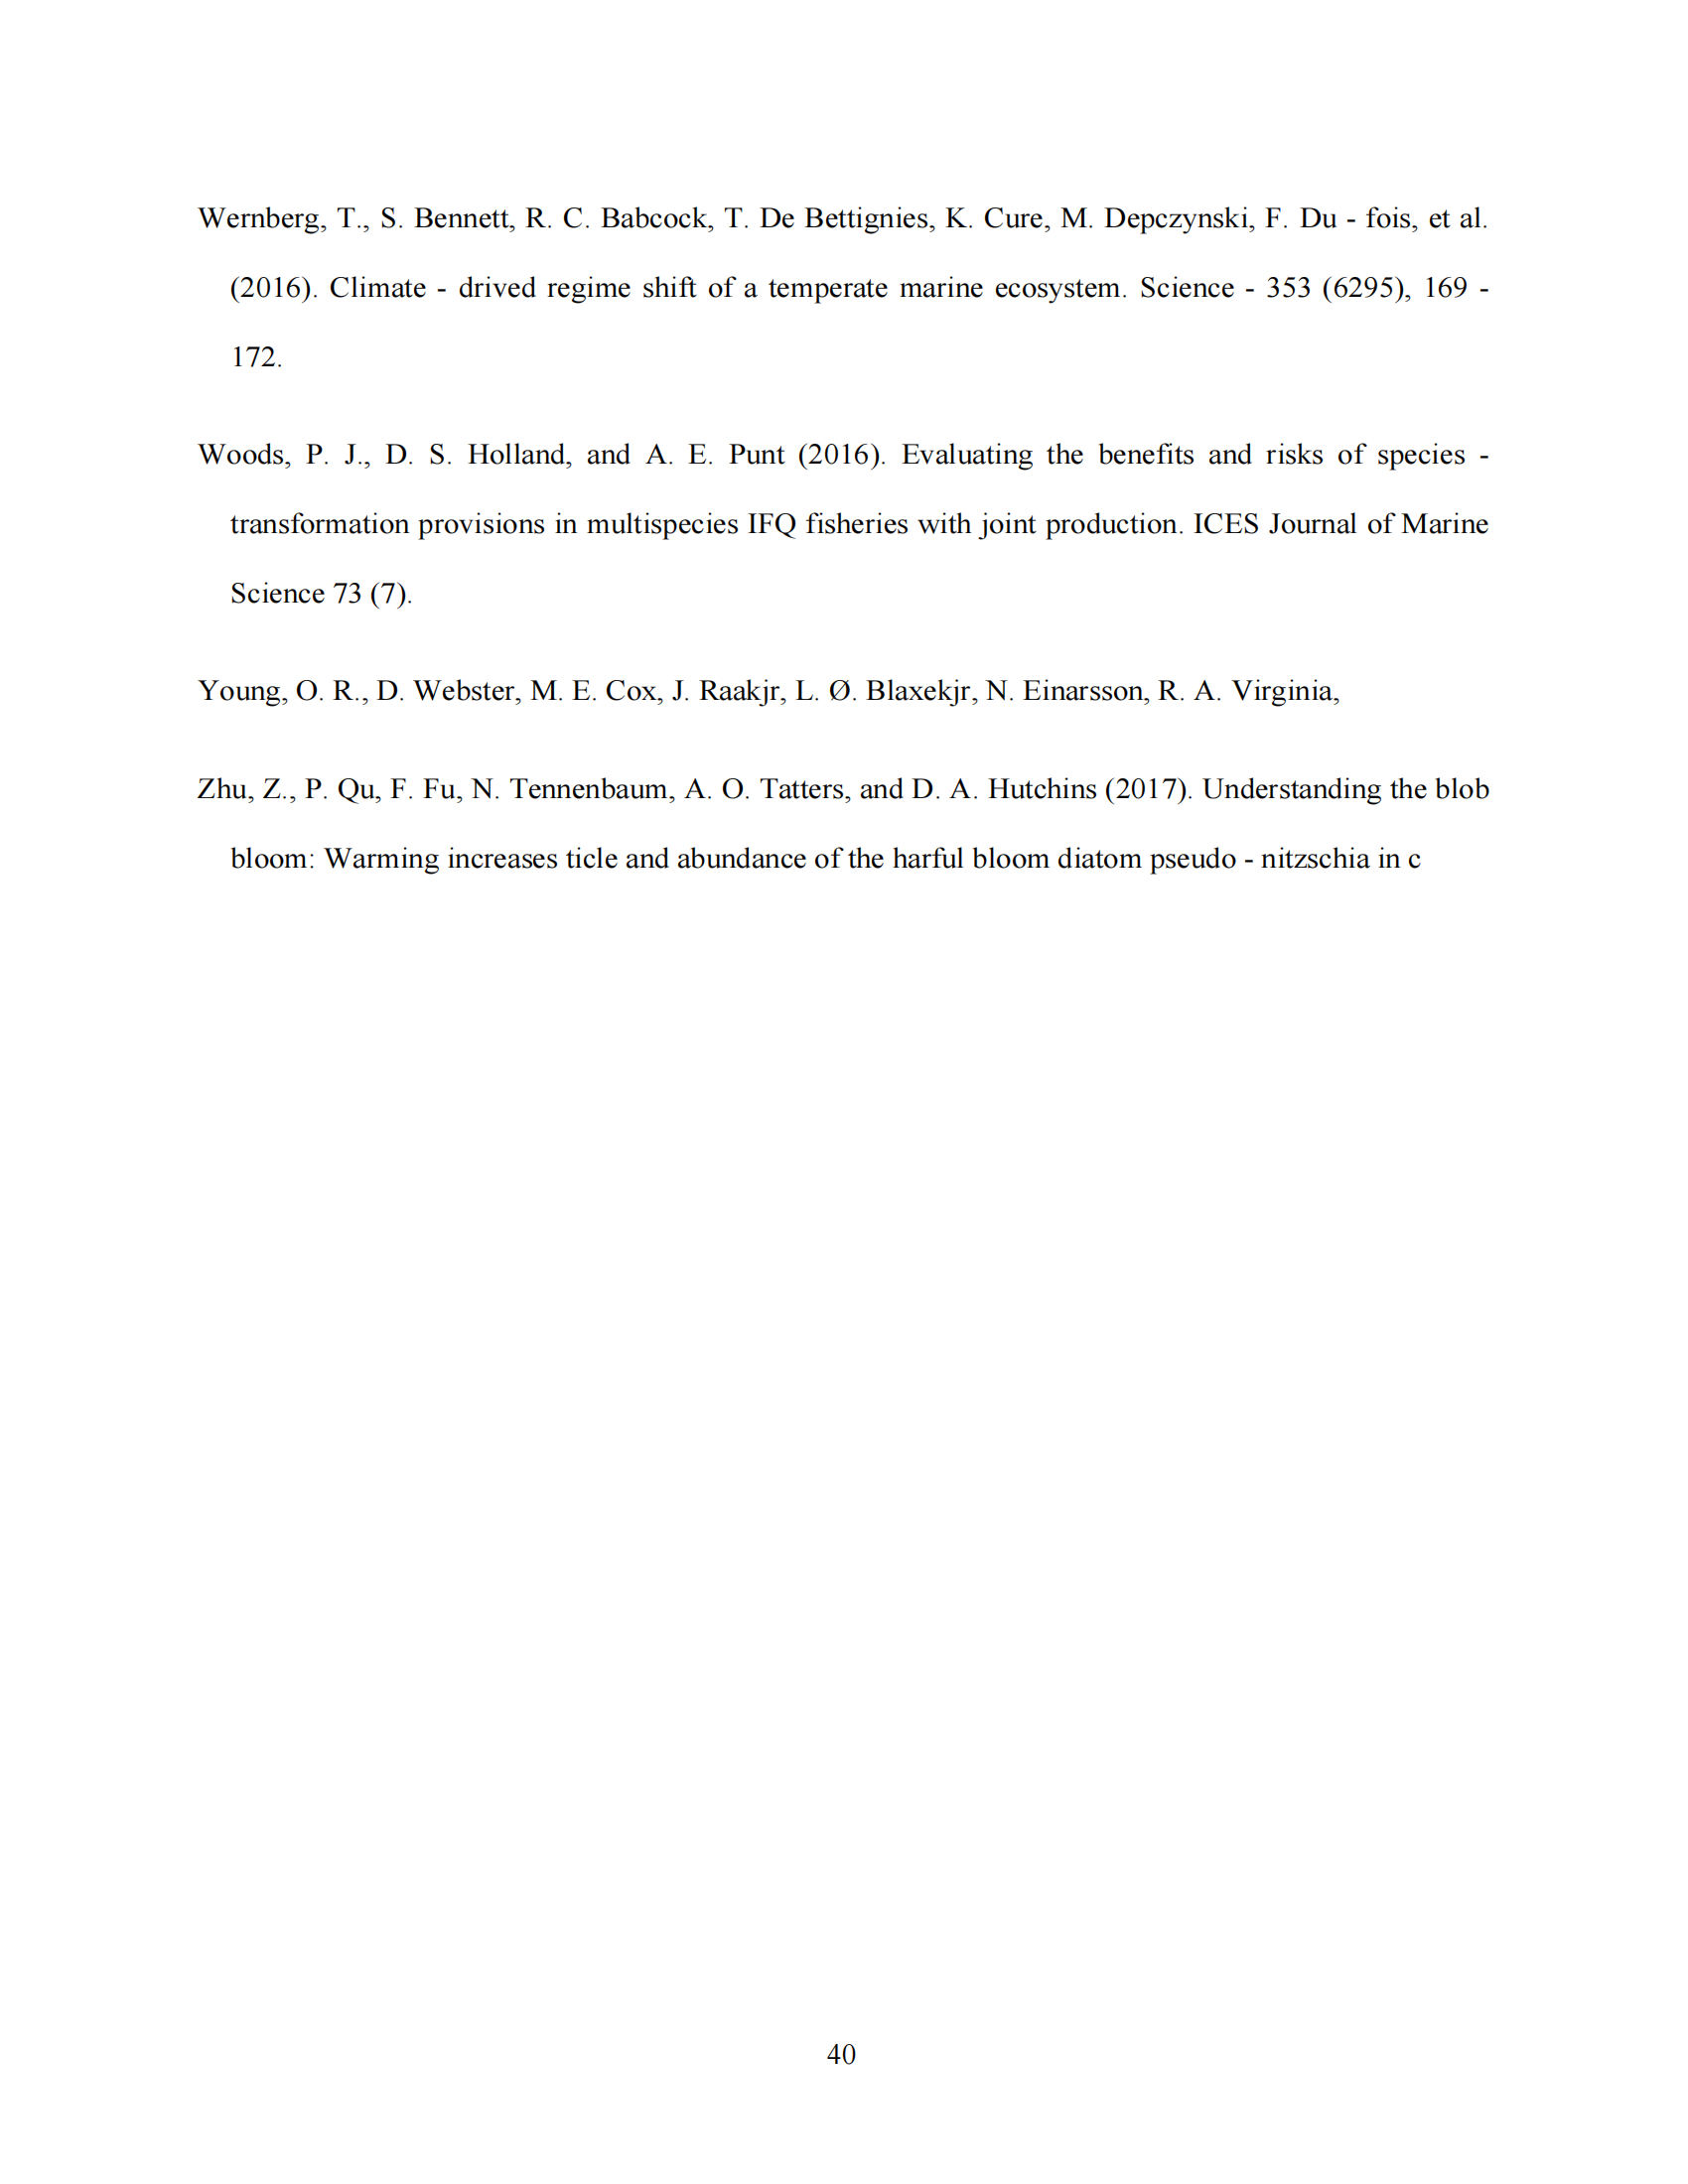 Wernberg, T., S. Bennett, R. C. Babcock, T. De Bettignies, K. Cure, M. Depczynski, F. Du - fois, et al.
(2016). Climate - drived regime shift of a temperate marine ecosystem. Science - 353 (6295), 169 -
172.
Woods, P. J., D. S. Holland, and A. E. Punt (2016). Evaluating the benefits and risks of species -
transformation provisions in multispecies IFQ fisheries with joint production. ICES Journal of Marine
Science 73 (7).
Young, O. R., D. Webster, M. E. Cox, J. Raakjr, L. Ø. Blaxekjr, N. Einarsson, R. A. Virginia,
Zhu, Z., P. Qu, F. Fu, N. Tennenbaum, A. O. Tatters, and D. A. Hutchins (2017). Understanding the blob
bloom: Warming increases ticle and abundance of the harful bloom diatom pseudo - nitzschia in c
40